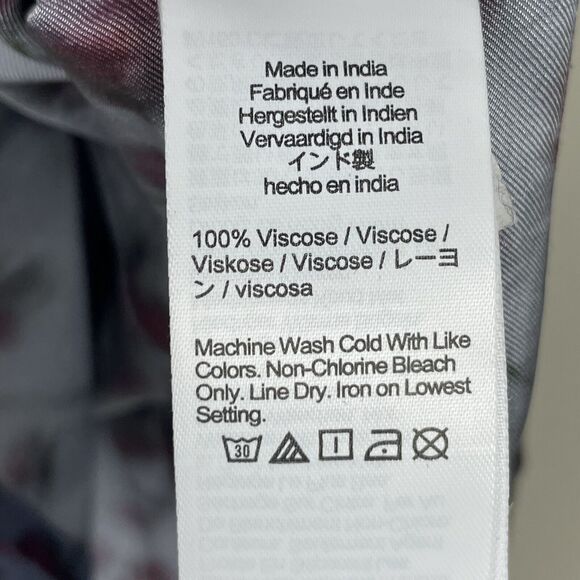 Made in India
Fabriqué en Inde
Hergestellt in Indien
Vervaardigd in India
インド製
hecho en india
100% Viscose / Viscose /
Viskose / Viscose / レーヨ
ン / viscosa
Machine Wash Cold With Like
Colors. Non-Chlorine Bleach
Only. Line Dry. Iron on Lowest
Setting.
30